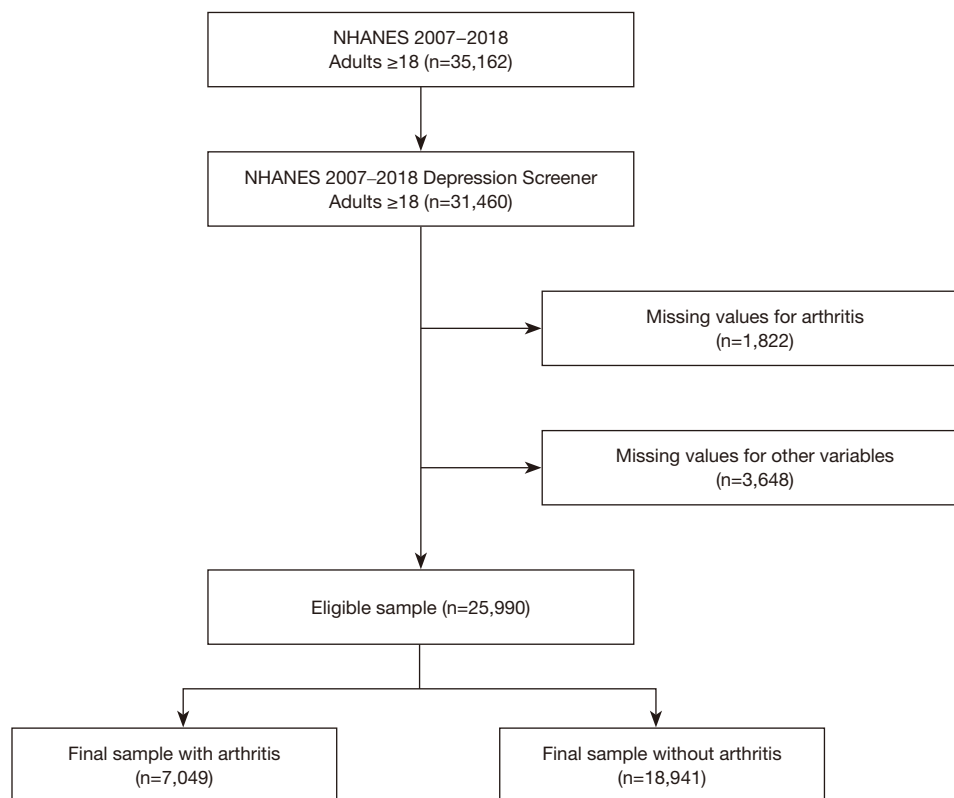 NHANES 2007–2018
Adults ≥18 (n=35,162)
NHANES 2007–2018 Depression Screener
Adults ≥18 (n=31,460)
Missing values for arthritis
(n=1,822)
Missing values for other variables
(n=3,648)
Eligible sample (n=25,990)
Final sample with arthritis
(n=7,049)
Final sample without arthritis
(n=18,941)